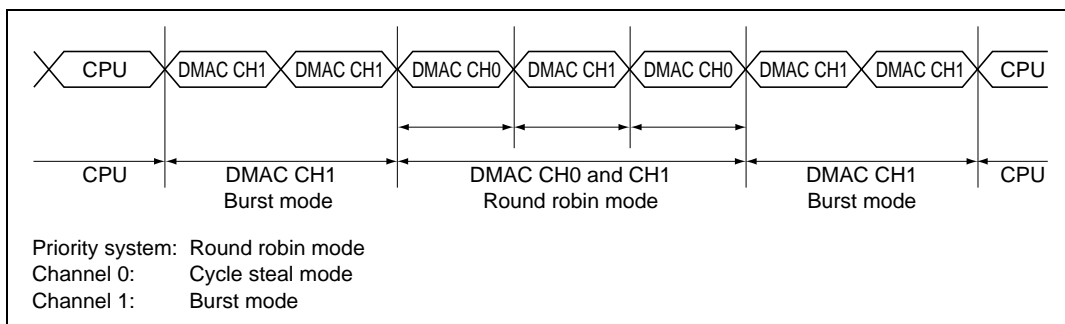 CPU DMAC CH1 DMAC CH1 DMAC CH0 DMAC CH1 DMAC CH0 DMAC CH1 DMAC CH1 CPU
CPU DMAC CH1 DMAC CH0 and CH1 DMAC CH1 CPU
Burst mode Round robin mode Burst mode
Priority system: Round robin mode
Channel 0: Cycle steal mode
Channel 1: Burst mode